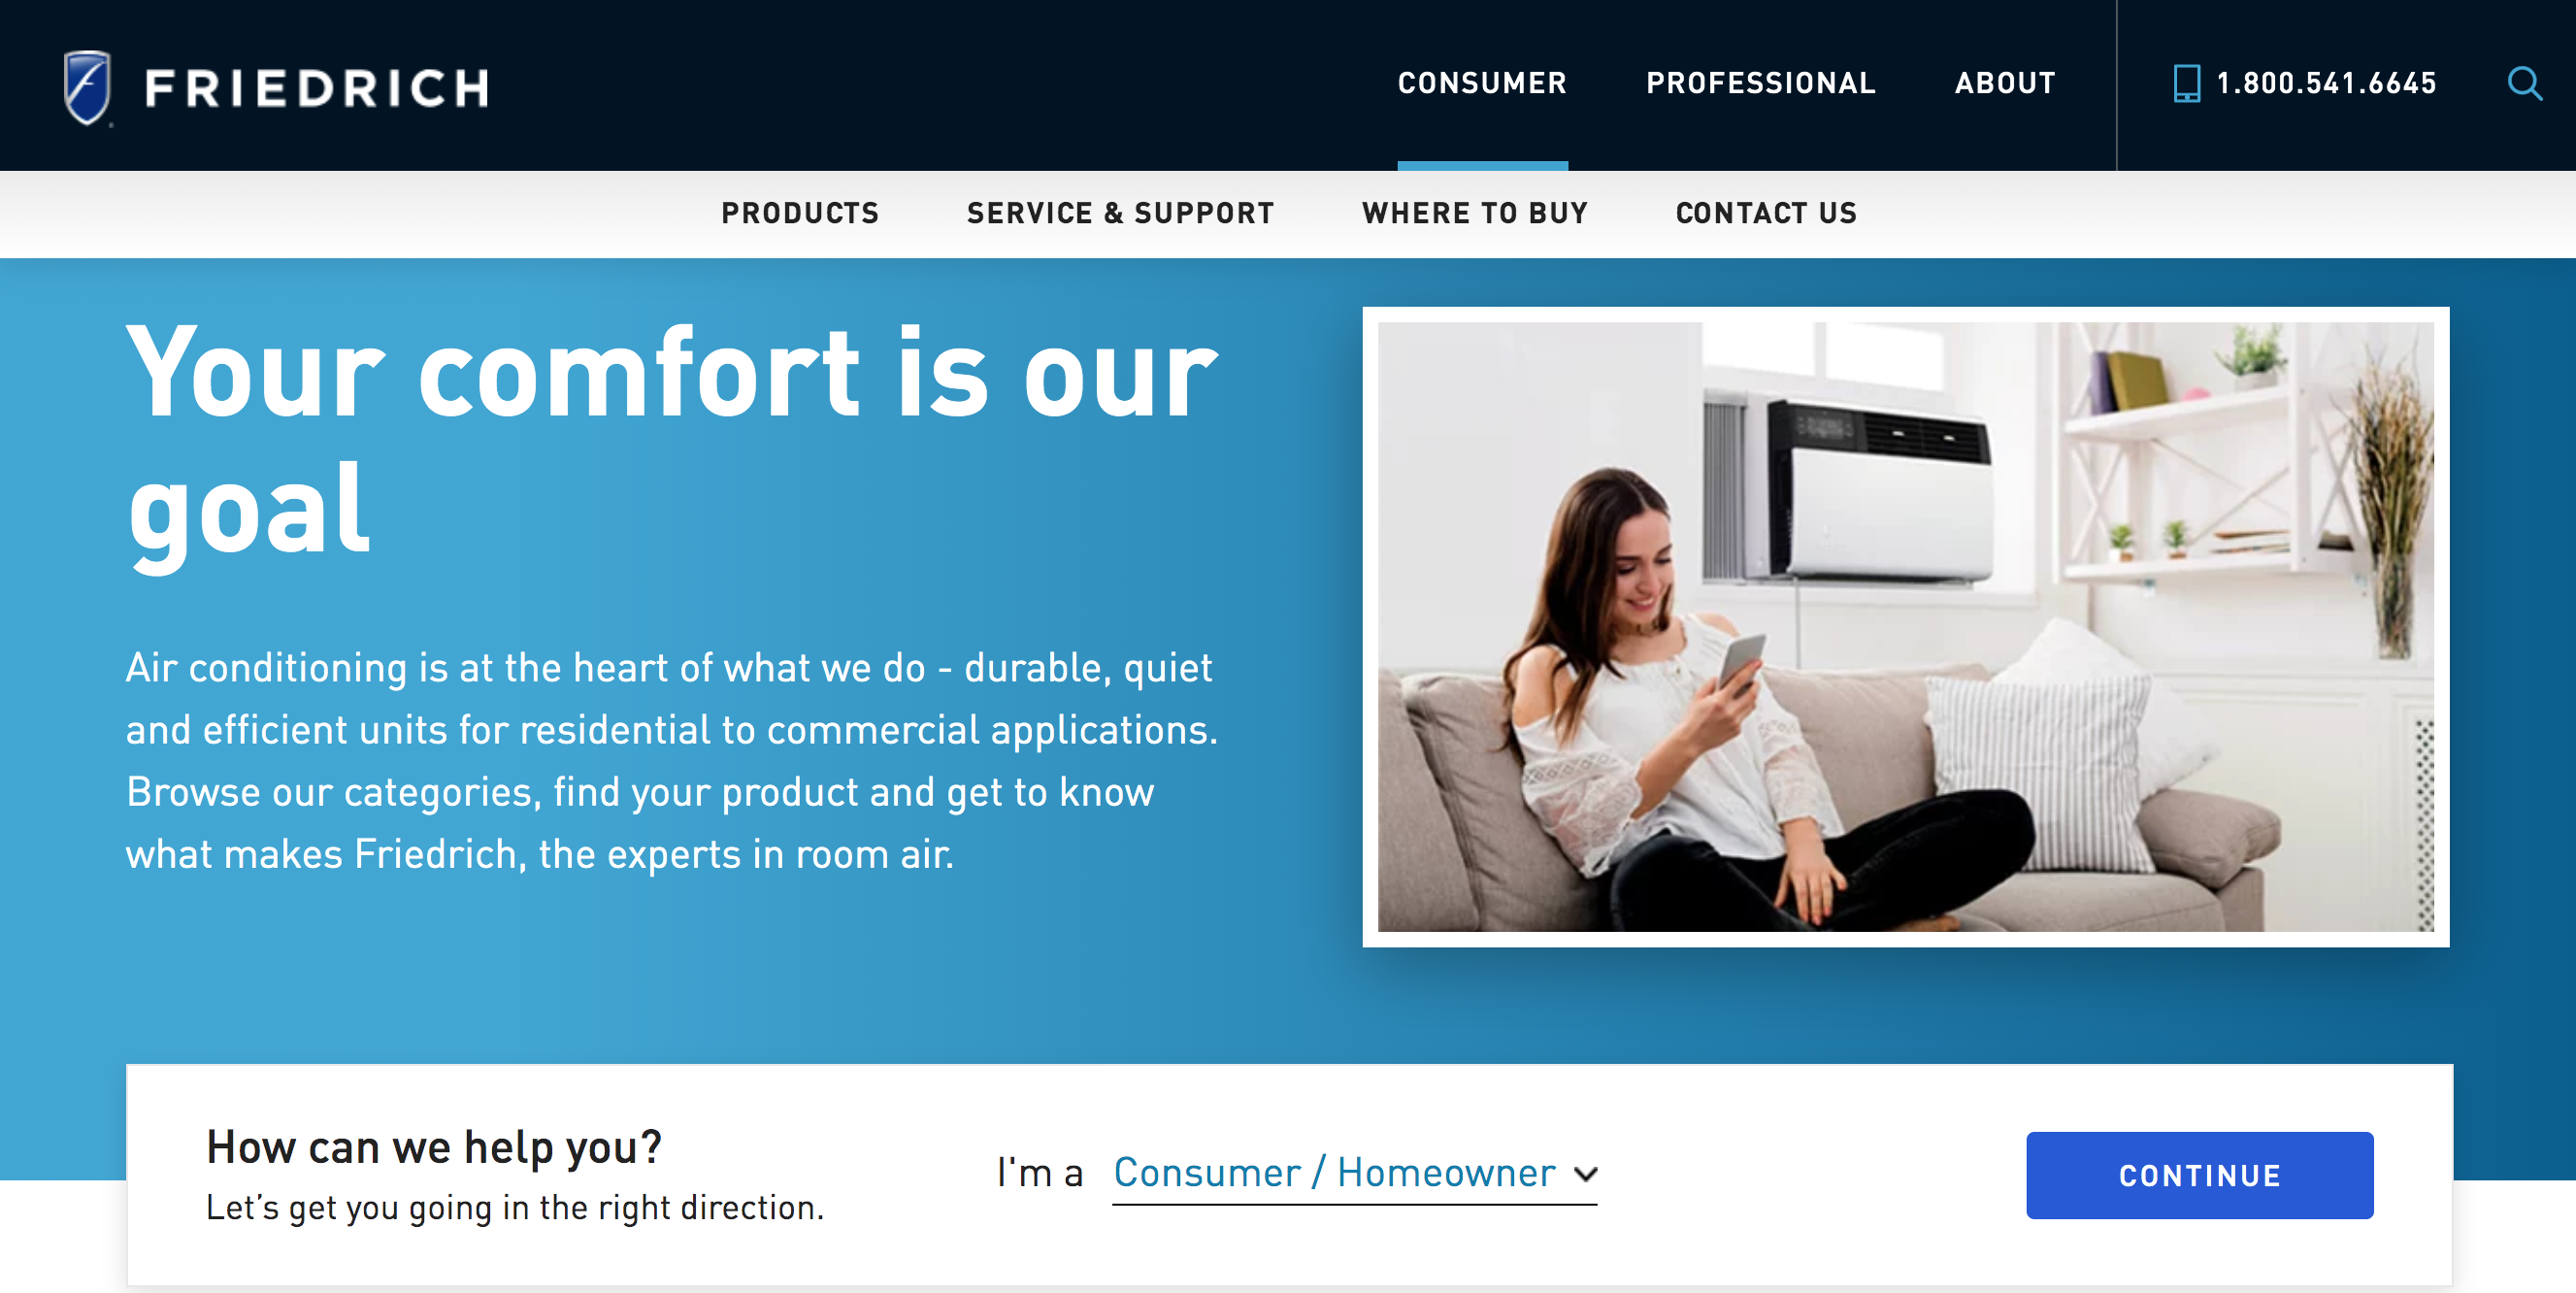 FRIEDRICH
CONSUMER PROFESSIONAL ABOUT 1.800.541.6645
PRODUCTS SERVICE & SUPPORT WHERE TO BUY CONTACT US
Your comfort is our
goal
Air conditioning is at the heart of what we do - durable, quiet
and efficient units for residential to commercial applications.
Browse our categories, find your product and get to know
what makes Friedrich, the experts in room air.
How can we help you?
Let’s get you going in the right direction.
I'm a Consumer / Homeowner
CONTINUE